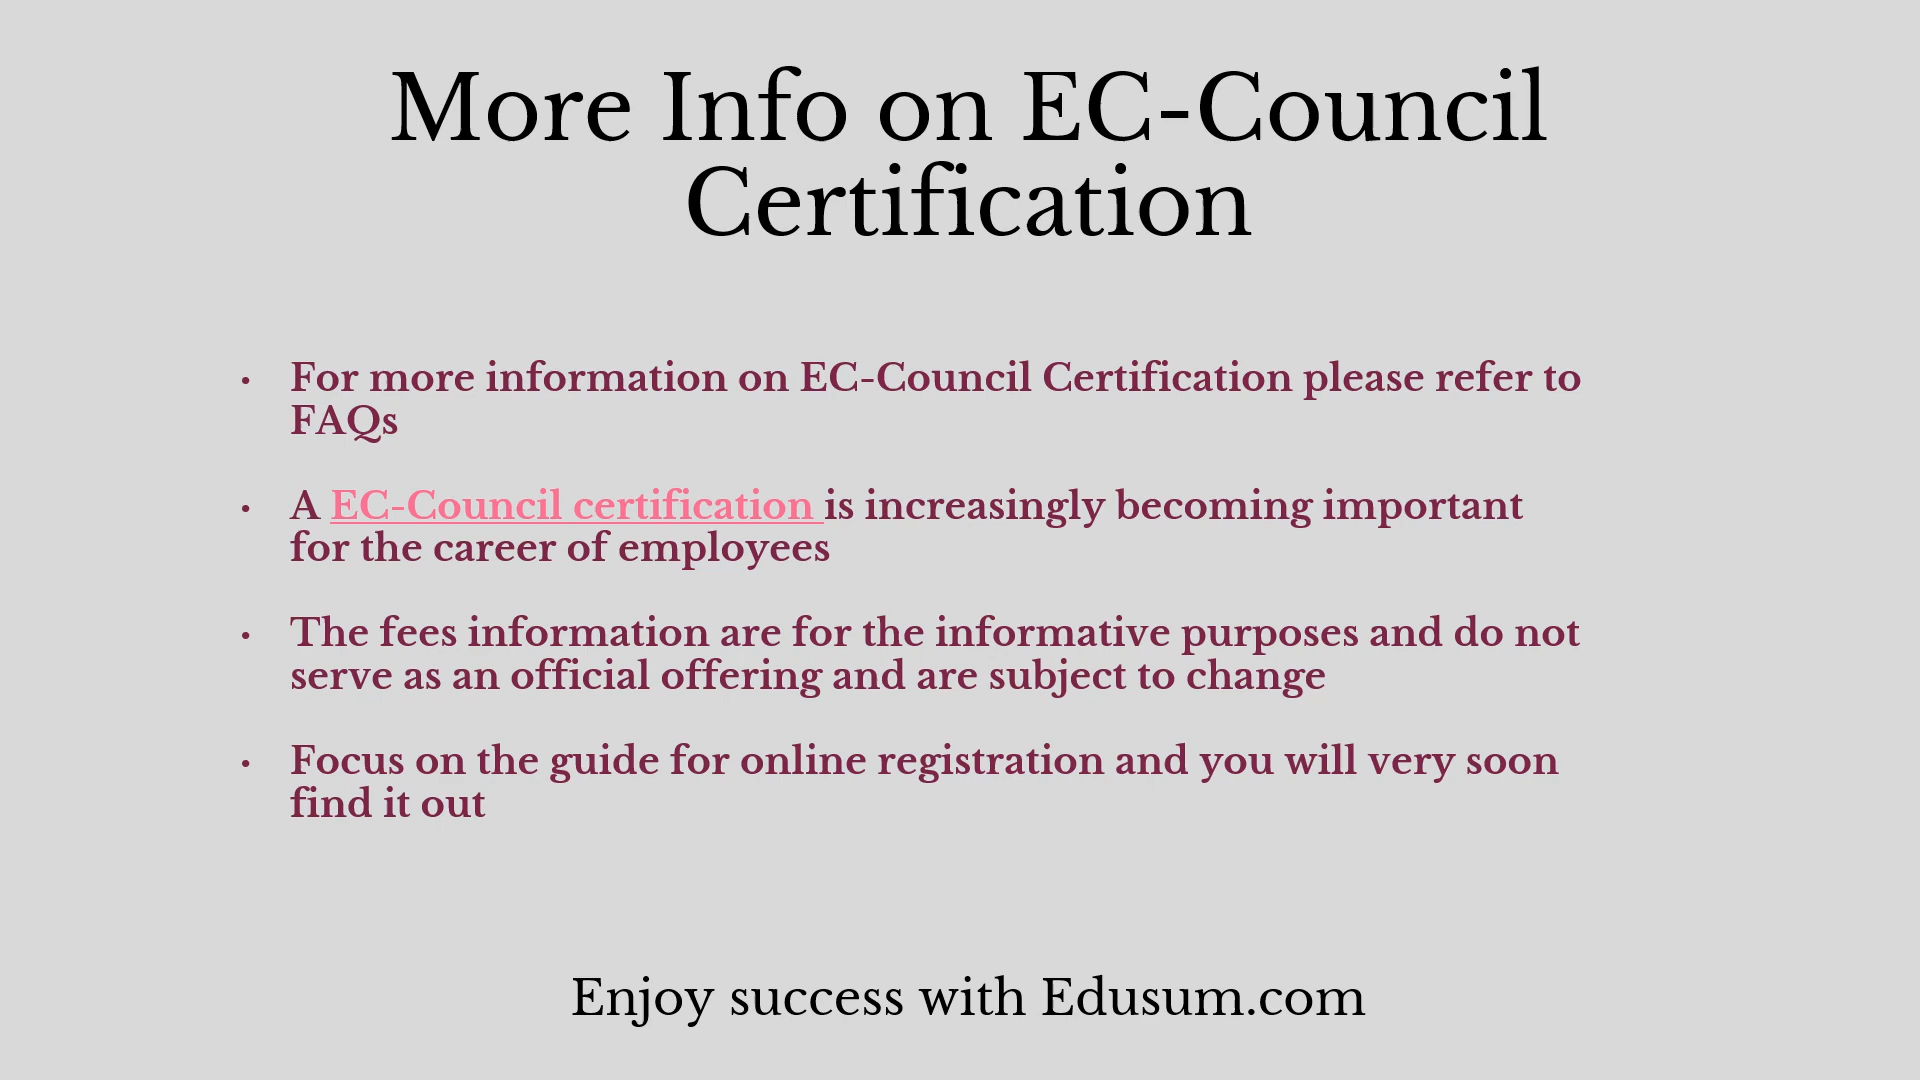 More Info on EC-Council
Certification
• For more information on EC-Council Certification please refer to
FAQs
• A EC-Council certification is increasingly becoming important
for the career of employees
• The fees information are for the informative purposes and do not
serve as an official offering and are subject to change
• Focus on the guide for online registration and you will very soon
find it out
Enjoy success with Edusum.com